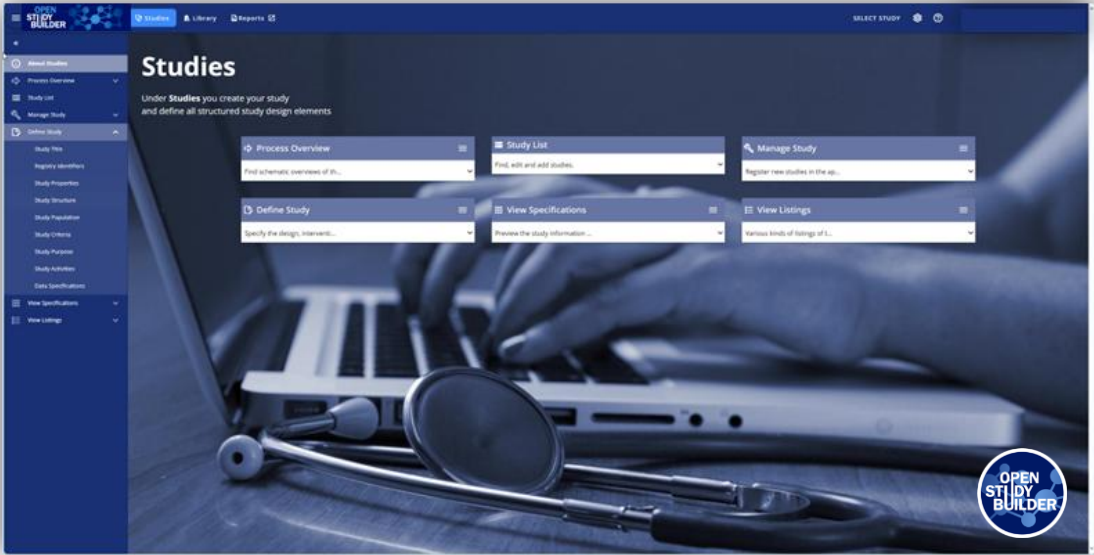 OPEN
STUDY
BUILDER
Studies
Library
Reports
SELECT STUDY
About Studies
Process Overview
Study List
Manage Study
Define Study
Study Title
Registry Identifiers
Study Properties
Study Structure
Study Population
Study Criteria
Study Purpose
Study Activities
Data Specifications
View Specifications
View Listings
Studies
Under Studies you create your study
and define all structured study design elements
Process Overview
Find schematic overviews of th...
Study List
Find, edit and add studies.
Manage Study
Register new studies in the ap...
Define Study
Specify the design, interventi...
View Specifications
Preview the study information ...
View Listings
Various kinds of listings of t...
OPEN
STUDY
BUILDER